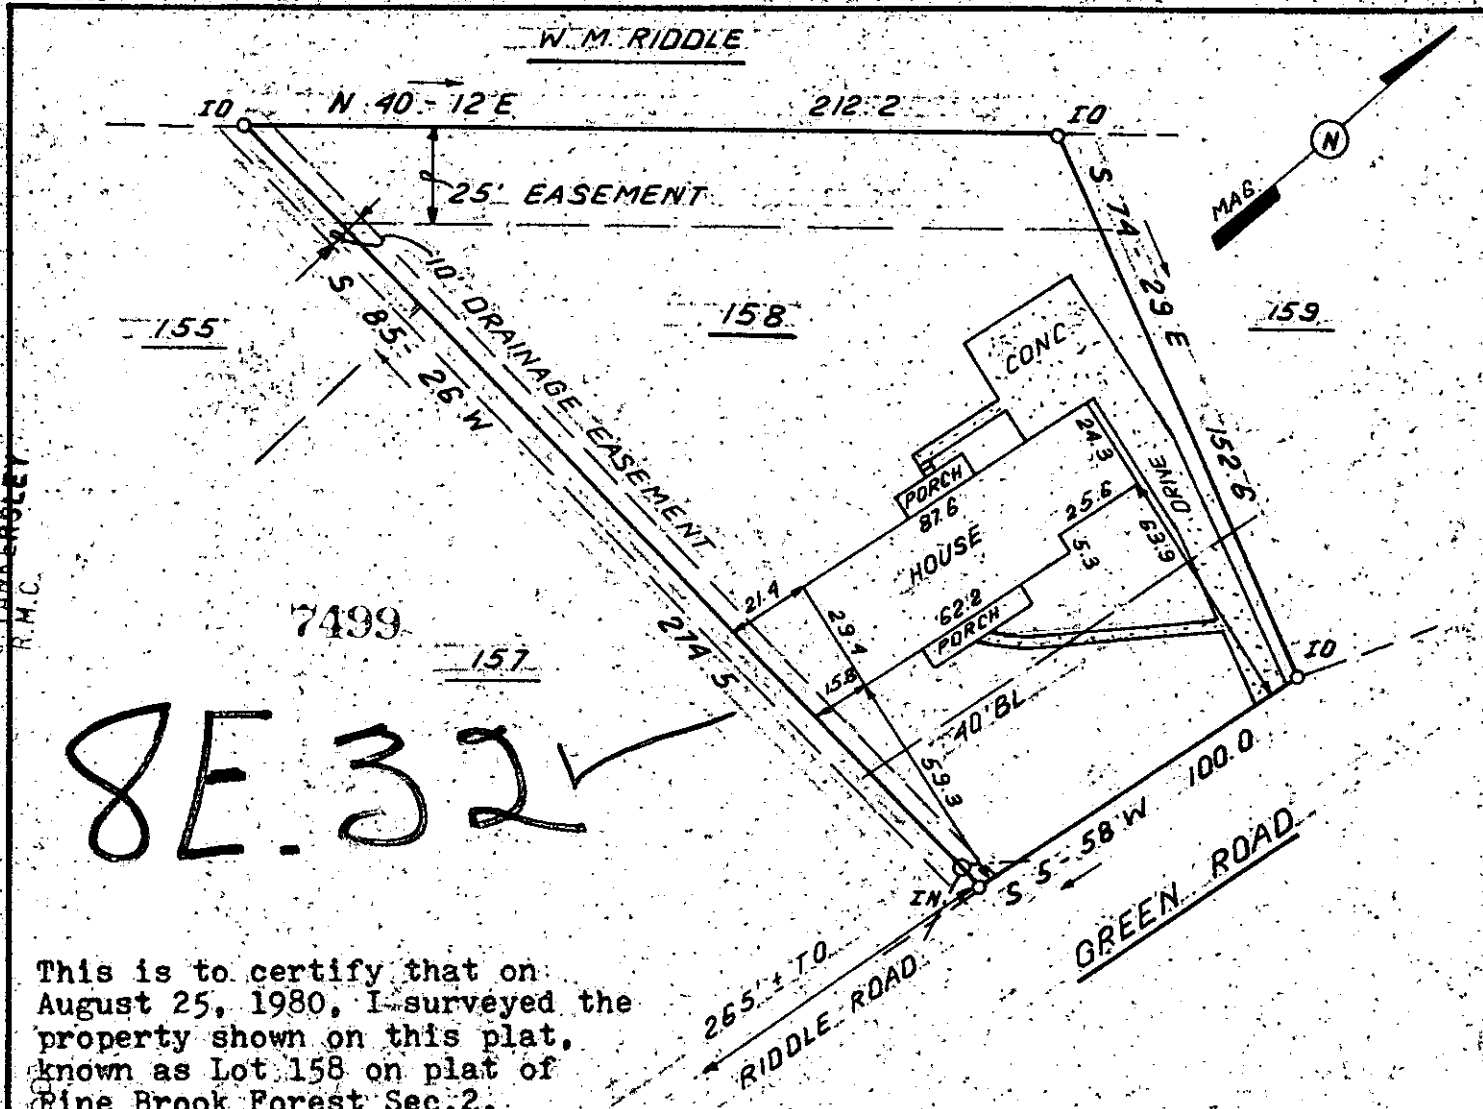 W. M. RIDDLE
IO
N 40-12 E
212.2
IO
25' EASEMENT
MAG.
N
S 74-29 E
152.6
10' DRAINAGE EASEMENT
S 85-26 W
274.5
155
158
159
CONC.
DRIVE
24.3
PORCH
87.6
HOUSE
25.6
5.3
63.9
21.4
29.4
62.2
PORCH
15.8
40' BL
59.3
7499
157
R.M.C.
8E.32
IO
IN.
S 5-58 W 100.0
GREEN ROAD
265' ± TO
RIDDLE ROAD
This is to certify that on
August 25, 1980, I surveyed the
property shown on this plat,
known as Lot 158 on plat of
Pine Brook Forest Sec.2,